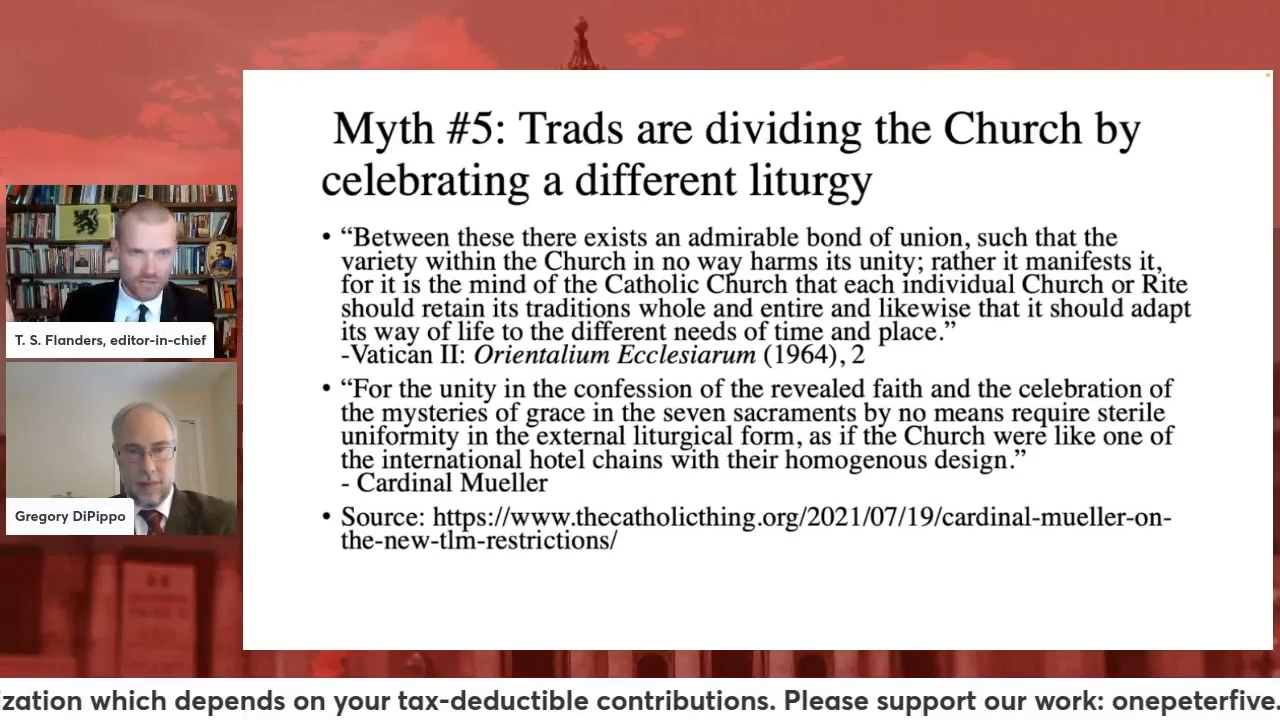 Myth #5: Trads are dividing the Church by
celebrating a different liturgy
• “Between these there exists an admirable bond of union, such that the
variety within the Church in no way harms its unity; rather it manifests it,
for it is the mind of the Catholic Church that each individual Church or Rite
should retain its traditions whole and entire and likewise that it should adapt
its way of life to the different needs of time and place.”
-Vatican II: Orientalium Ecclesiarum (1964), 2
• “For the unity in the confession of the revealed faith and the celebration of
the mysteries of grace in the seven sacraments by no means require sterile
uniformity in the external liturgical form, as if the Church were like one of
the international hotel chains with their homogenous design.”
- Cardinal Mueller
• Source: https://www.thecatholicthing.org/2021/07/19/cardinal-mueller-on-
the-new-tlm-restrictions/
T. S. Flanders, editor-in-chief
Gregory DiPippo
ization which depends on your tax-deductible contributions. Please support our work: onepeterfive.